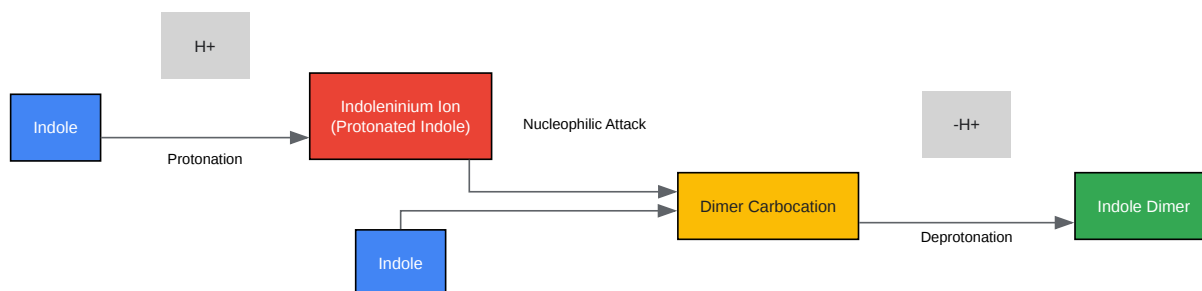 H+
Indole
Protonation
Indoleninium Ion
(Protonated Indole)
Nucleophilic Attack
Indole
Dimer Carbocation
-H+
Deprotonation
Indole Dimer